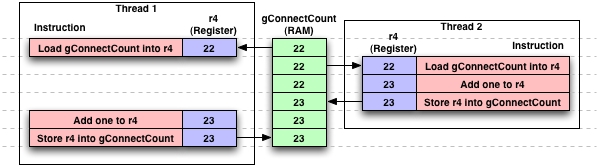 Thread 1
Instruction
r4
(Register)
Load gConnectCount into r4 22
Add one to r4 23
Store r4 into gConnectCount 23
gConnectCount
(RAM)
22
22
22
23
23
23
Thread 2
r4
(Register)
Instruction
22 Load gConnectCount into r4
23 Add one to r4
23 Store r4 into gConnectCount